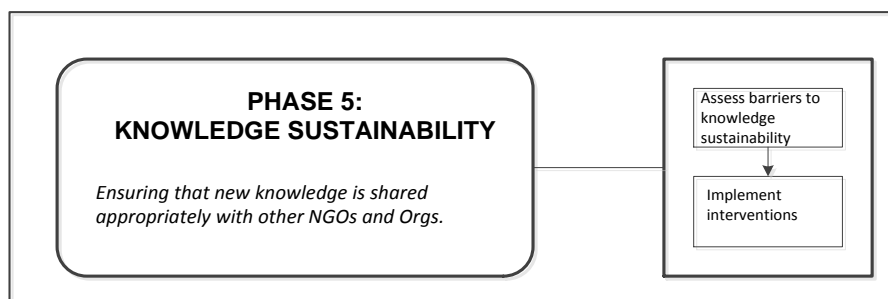 PHASE 5:
KNOWLEDGE SUSTAINABILITY
Ensuring that new knowledge is shared
appropriately with other NGOs and Orgs.
Assess barriers to
knowledge
sustainability
Implement
interventions